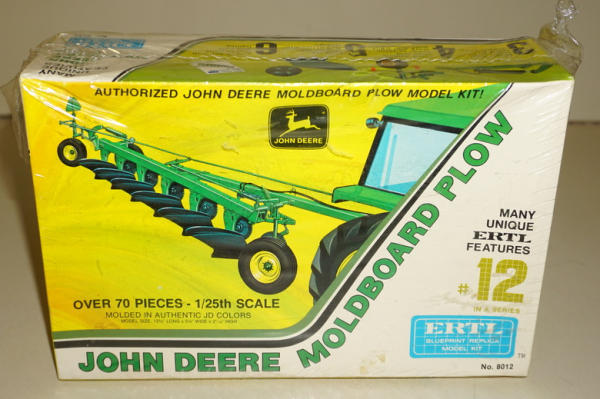 AUTHORIZED JOHN DEERE MOLDBOARD PLOW MODEL KIT!
JOHN DEERE
MANY
UNIQUE
ERTL
FEATURES
#12
IN A SERIES
OVER 70 PIECES - 1/25th SCALE
MOLDED IN AUTHENTIC JD COLORS
JOHN DEERE MOLDBOARD PLOW
ERTL
BLUEPRINT REPLICA
MODEL KIT
TM
No. 8012